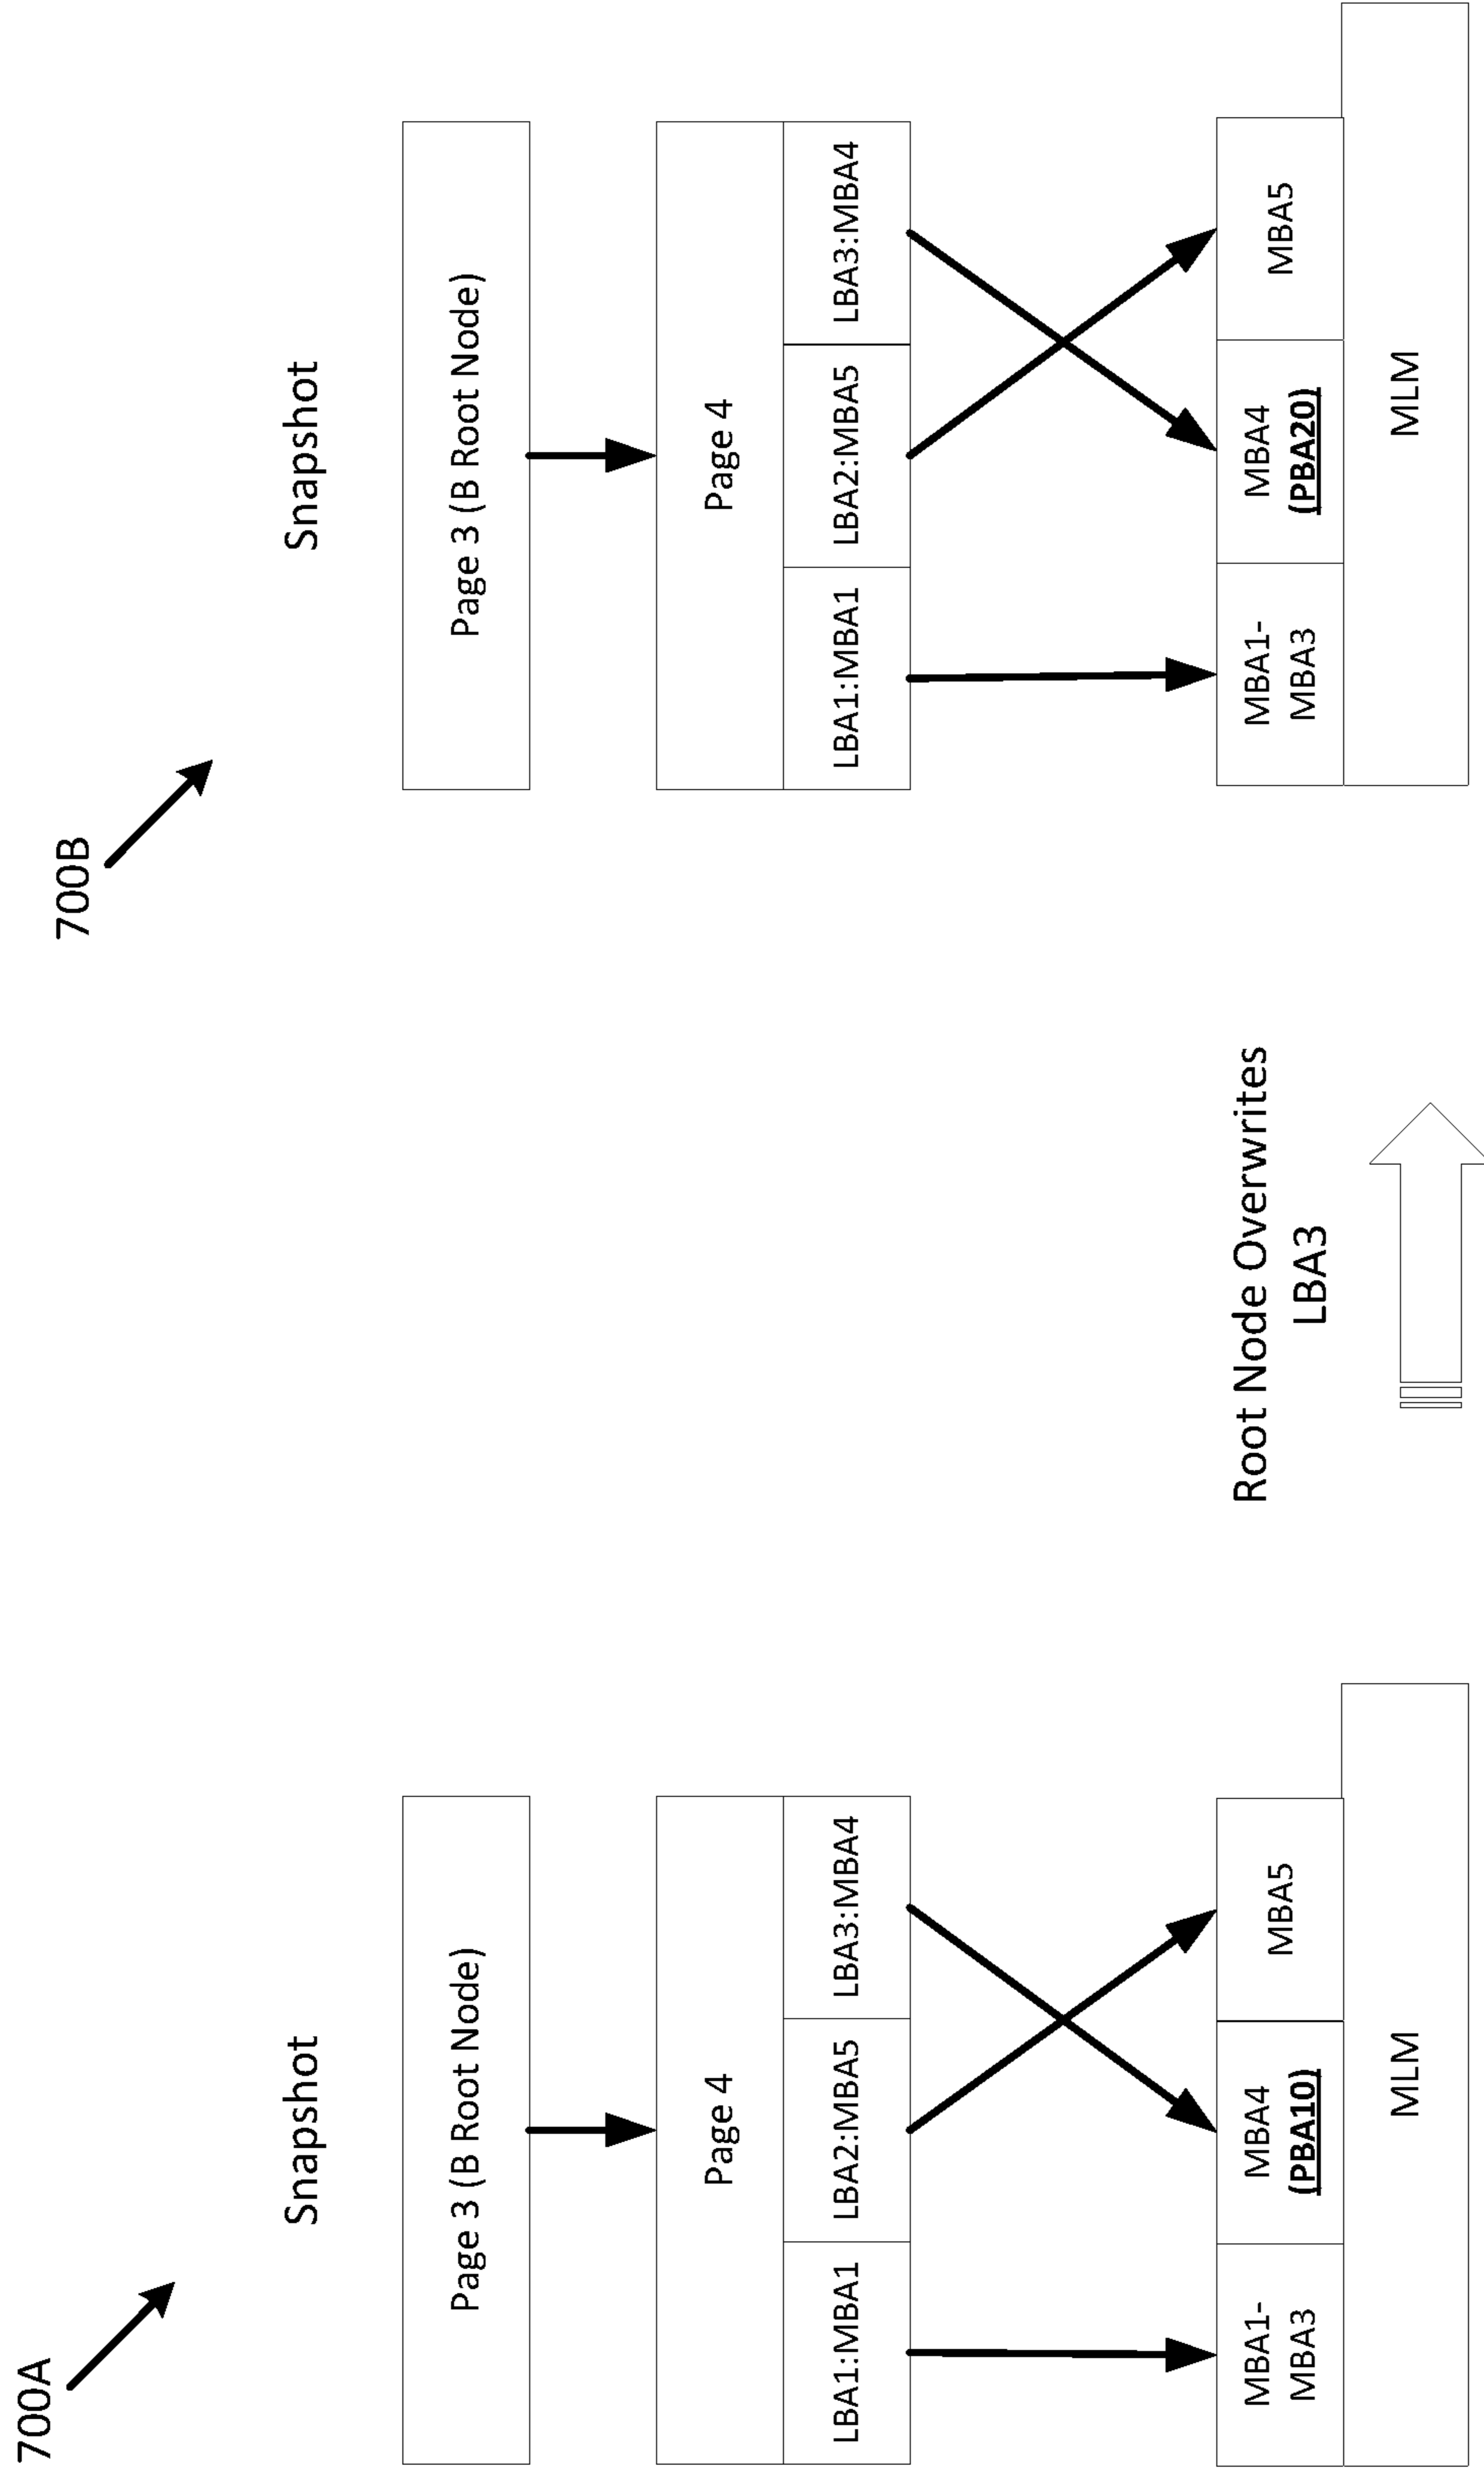 700A
Snapshot
Page 3 (B Root Node)
Page 4
LBA1:MBA1
LBA2:MBA5
LBA3:MBA4
MBA1-
MBA3
MBA4
(PBA10)
MBA5
MLM
Root Node Overwrites
LBA3
700B
Snapshot
Page 3 (B Root Node)
Page 4
LBA1:MBA1
LBA2:MBA5
LBA3:MBA4
MBA1-
MBA3
MBA4
(PBA20)
MBA5
MLM